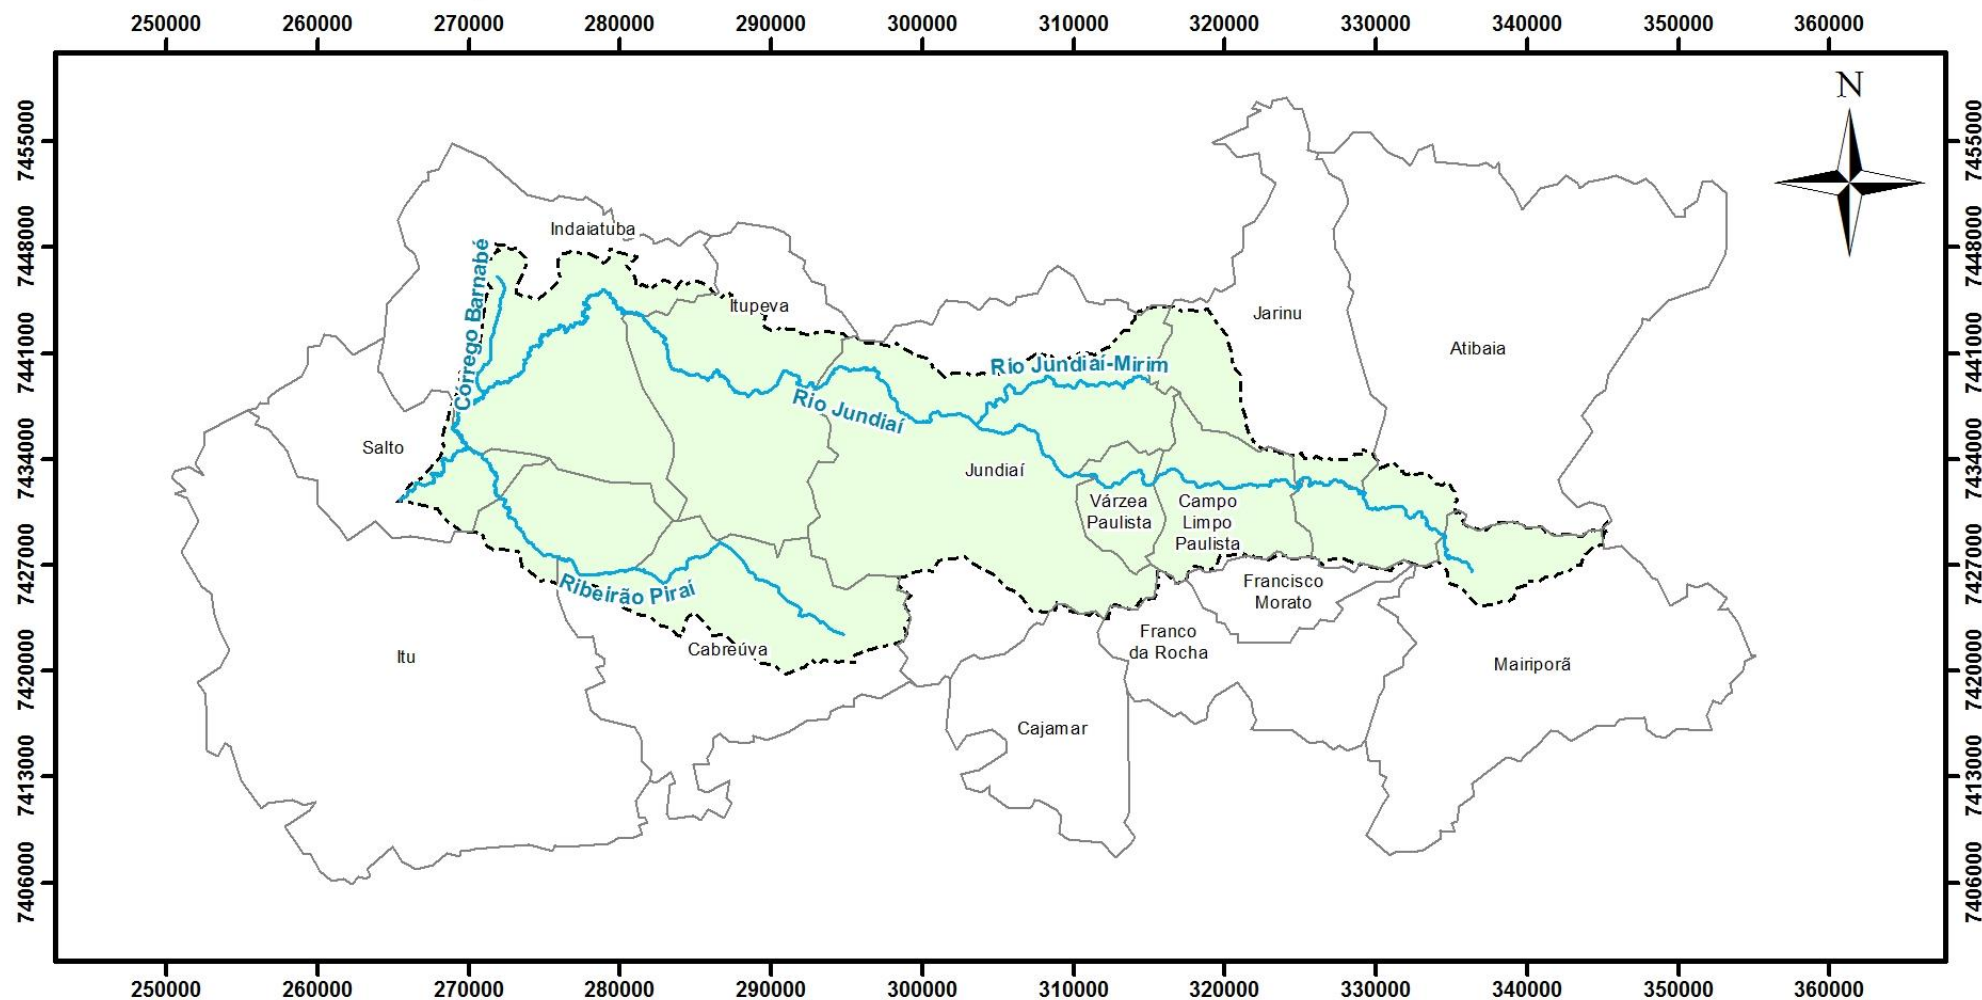 250000 260000 270000 280000 290000 300000 310000 320000 330000 340000 350000 360000
N
7455000
7455000
7448000
7448000
7441000
7441000
7434000
7434000
7427000
7427000
7420000
7420000
7413000
7413000
7406000
7406000
Indaiatuba
Córrego Barnabé
Itupeva
Jarinu
Atibaia
Rio Jundiaí-Mirim
Rio Jundiaí
Salto
Jundiaí
Várzea
Paulista
Campo
Limpo
Paulista
Ribeirão Piraí
Francisco
Morato
Franco
da Rocha
Cabreúva
Itu
Mairiporã
Cajamar
250000 260000 270000 280000 290000 300000 310000 320000 330000 340000 350000 360000